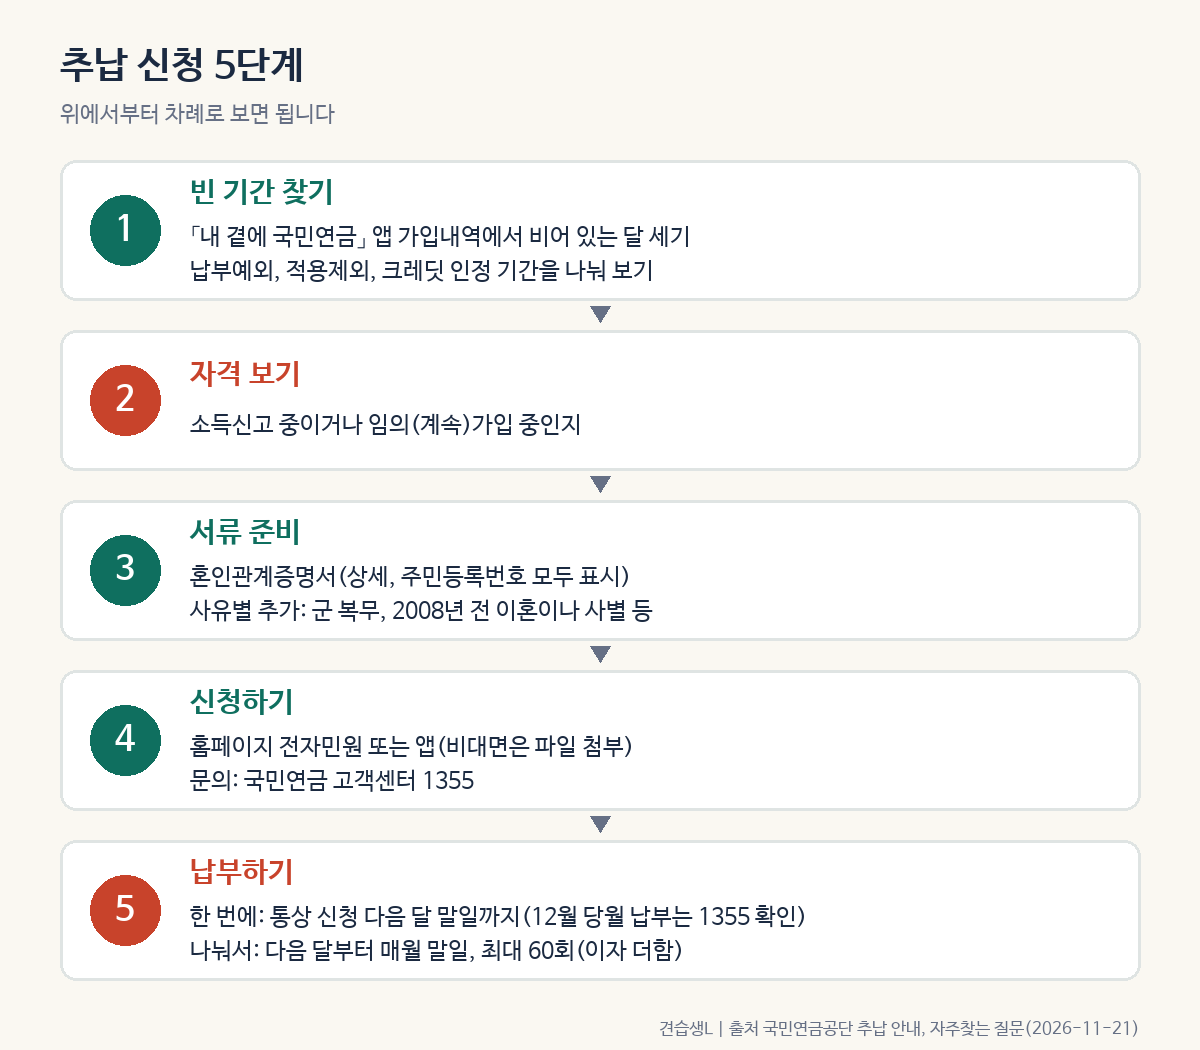 추납 신청 5단계
위에서부터 차례로 보면 됩니다
1
빈 기간 찾기
「내 곁에 국민연금」 앱 가입내역에서 비어 있는 달 세기
납부예외, 적용제외, 크레딧 인정 기간을 나눠 보기
2
자격 보기
소득신고 중이거나 임의(계속)가입 중인지
3
서류 준비
혼인관계증명서(상세, 주민등록번호 모두 표시)
사유별 추가: 군 복무, 2008년 전 이혼이나 사별 등
4
신청하기
홈페이지 전자민원 또는 앱(비대면은 파일 첨부)
문의: 국민연금 고객센터 1355
5
납부하기
한 번에: 통상 신청 다음 달 말일까지(12월 당월 납부는 1355 확인)
나눠서: 다음 달부터 매월 말일, 최대 60회(이자 더함)
견습생L | 출처 국민연금공단 추납 안내, 자주찾는 질문(2026-11-21)